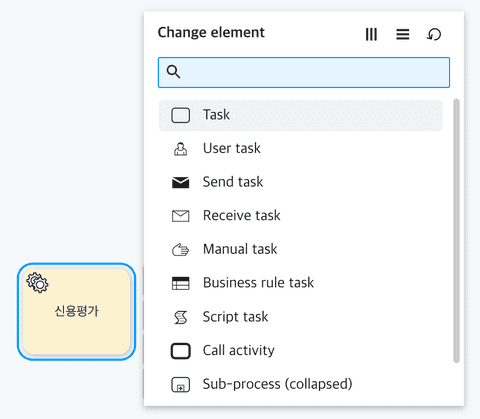 Change element
Task
User task
Send task
Receive task
Manual task
Business rule task
Script task
Call activity
Sub-process (collapsed)
신용평가